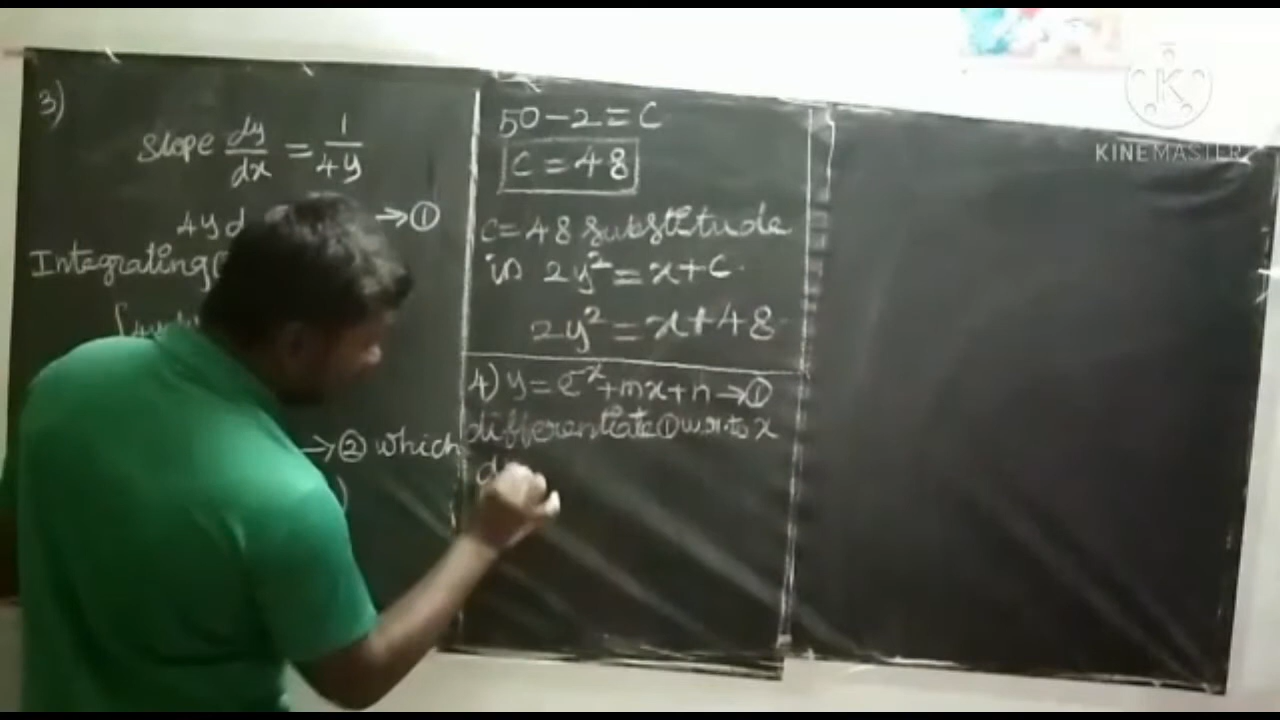 3)
Slope dy/dx = 1/4y
4y d → ①
Integrating
→ ② which
50 - 2 = C
C = 48
C = 48 substitude
in 2y² = x + C
2y² = x + 48
4) y = e⁻ˣ + mx + n → ①
differentiate ① w.r. to x
d
K
KINEMASTER